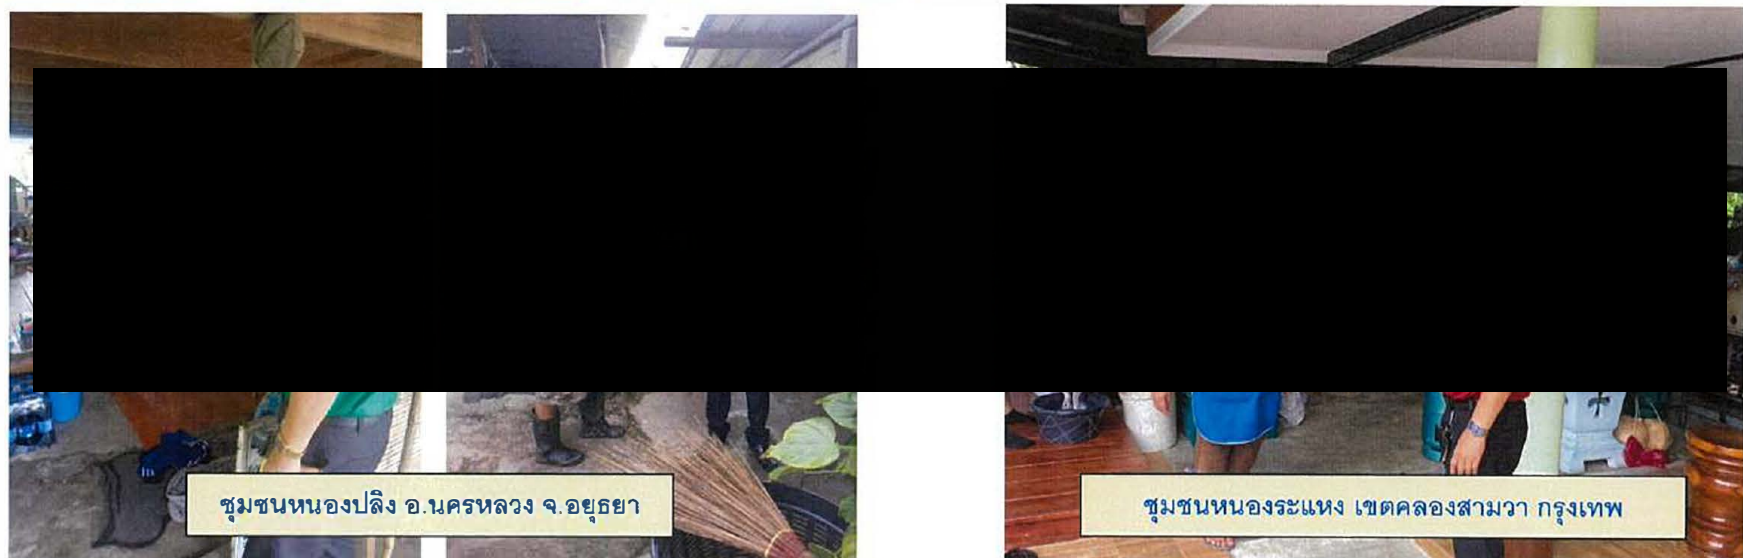 ชุมชนหนองปลิง อ.นครหลวง จ.อยุธยา
ชุมชนหนองระแหง เขตคลองสามวา กรุงเทพ